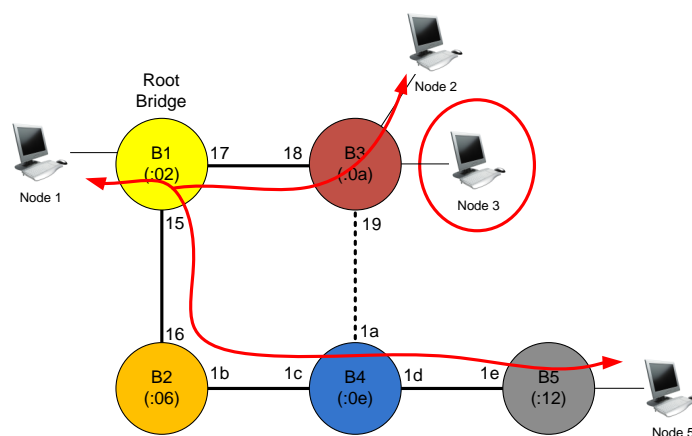 Root
Bridge
Node 2
B1
(:02)
17
18
B3
(:0a)
Node 1
Node 3
15
19
16
1a
B2
(:06)
1b
1c
B4
(:0e)
1d
1e
B5
(:12)
Node 5